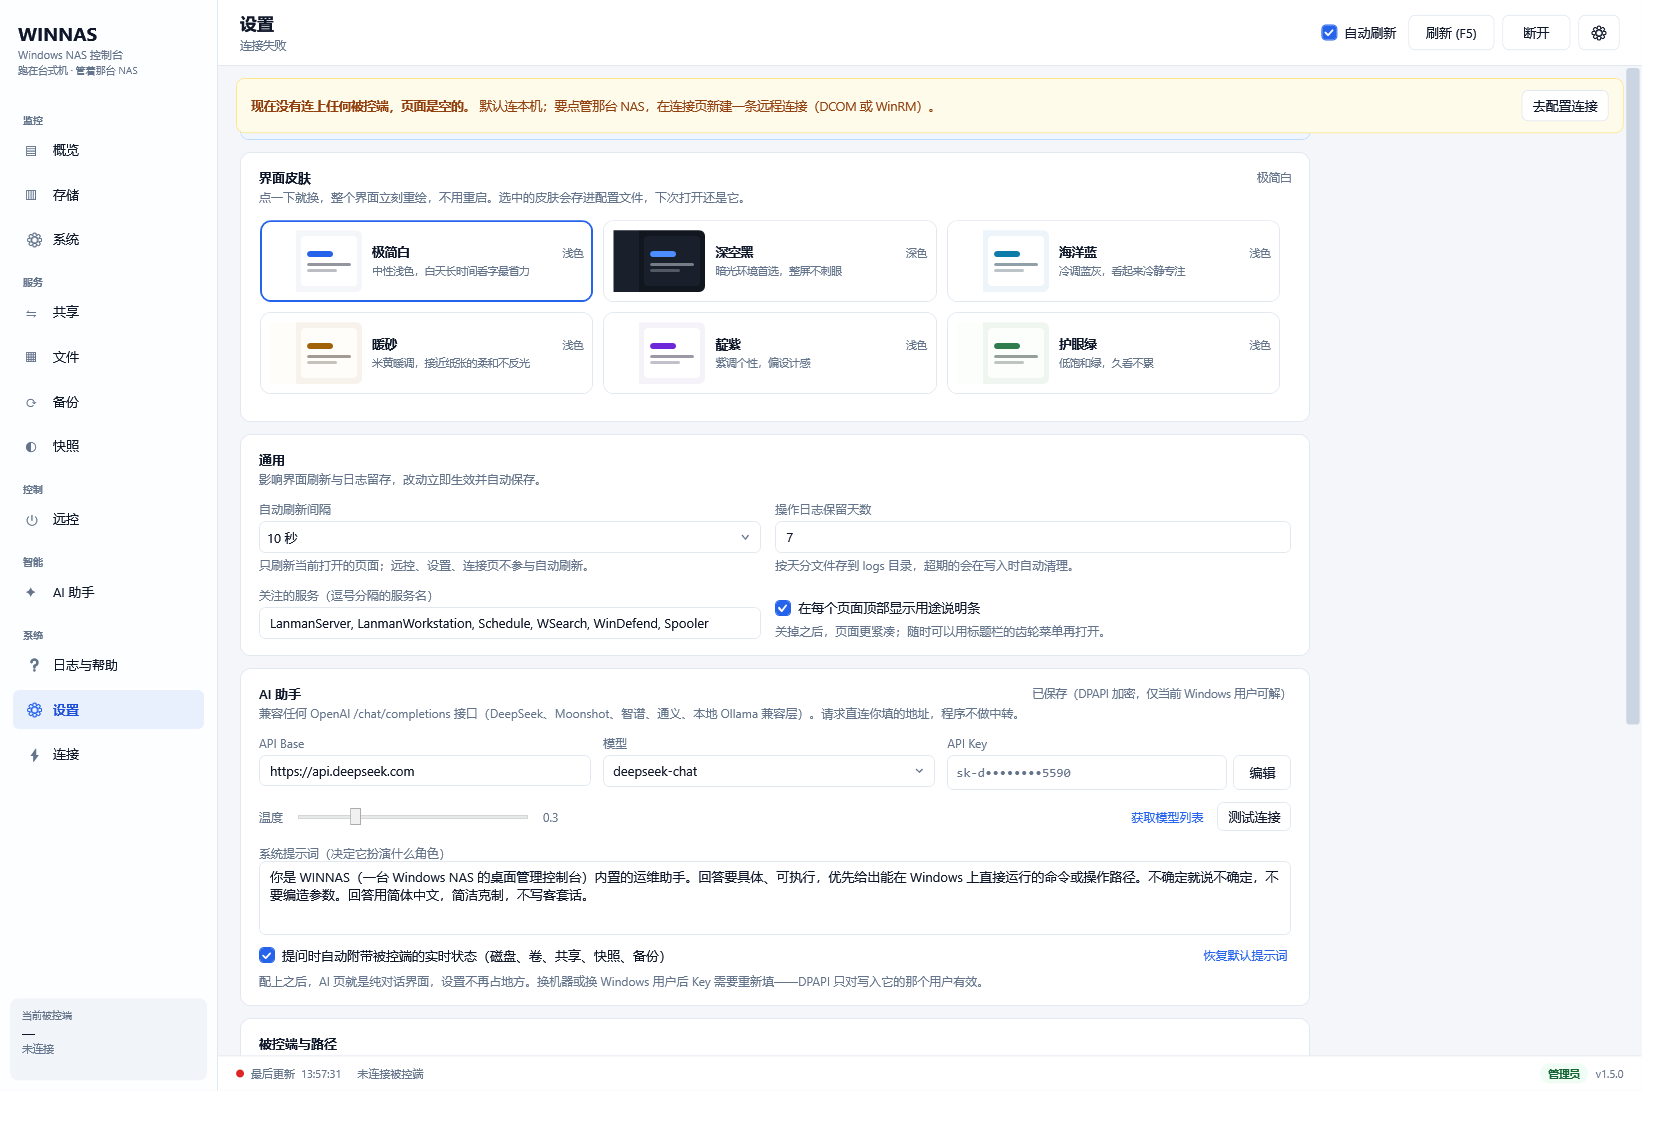 WINNAS
Windows NAS 控制台
跑在台式机 · 管着那台 NAS
监控
概览
存储
系统
服务
共享
文件
备份
快照
控制
远控
智能
AI 助手
系统
日志与帮助
设置
连接
当前被控端
—
未连接
设置
连接失败
自动刷新
刷新 (F5)
断开
现在没有连上任何被控端，页面是空的。 默认连本机；要点管那台 NAS，在连接页新建一条远程连接（DCOM 或 WinRM）。
去配置连接
界面皮肤
极简白
点一下就换，整个界面立刻重绘，不用重启。选中的皮肤会存进配置文件，下次打开还是它。
极简白
浅色
中性浅色，白天长时间看字最省力
深空黑
深色
暗光环境首选，整屏不刺眼
海洋蓝
浅色
冷调蓝灰，看起来冷静专注
暖砂
浅色
米黄暖调，接近纸张的柔和不反光
靛紫
浅色
紫调个性，偏设计感
护眼绿
浅色
低饱和绿，久看不累
通用
影响界面刷新与日志留存，改动立即生效并自动保存。
自动刷新间隔
10 秒
只刷新当前打开的页面；远控、设置、连接页不参与自动刷新。
操作日志保留天数
7
按天分文件存到 logs 目录，超期的会在写入时自动清理。
关注的服务（逗号分隔的服务名）
LanmanServer, LanmanWorkstation, Schedule, WSearch, WinDefend, Spooler
在每个页面顶部显示用途说明条
关掉之后，页面更紧凑；随时可以用标题栏的齿轮菜单再打开。
AI 助手
已保存（DPAPI 加密，仅当前 Windows 用户可解）
兼容任何 OpenAI /chat/completions 接口（DeepSeek、Moonshot、智谱、通义、本地 Ollama 兼容层）。请求直连你填的地址，程序不做中转。
API Base
https://api.deepseek.com
模型
deepseek-chat
API Key
sk-d••••••••5590
编辑
温度
0.3
获取模型列表
测试连接
系统提示词（决定它扮演什么角色）
你是 WINNAS（一台 Windows NAS 的桌面管理控制台）内置的运维助手。回答要具体、可执行，优先给出能在 Windows 上直接运行的命令或操作路径。不确定就说不确定，不
要编造参数。回答用简体中文，简洁克制，不写客套话。
提问时自动附带被控端的实时状态（磁盘、卷、共享、快照、备份）
恢复默认提示词
配上之后，AI 页就是纯对话界面，设置不再占地方。换机器或换 Windows 用户后 Key 需要重新填——DPAPI 只对写入它的那个用户有效。
被控端与路径
最后更新 13:57:31
未连接被控端
管理员
v1.5.0